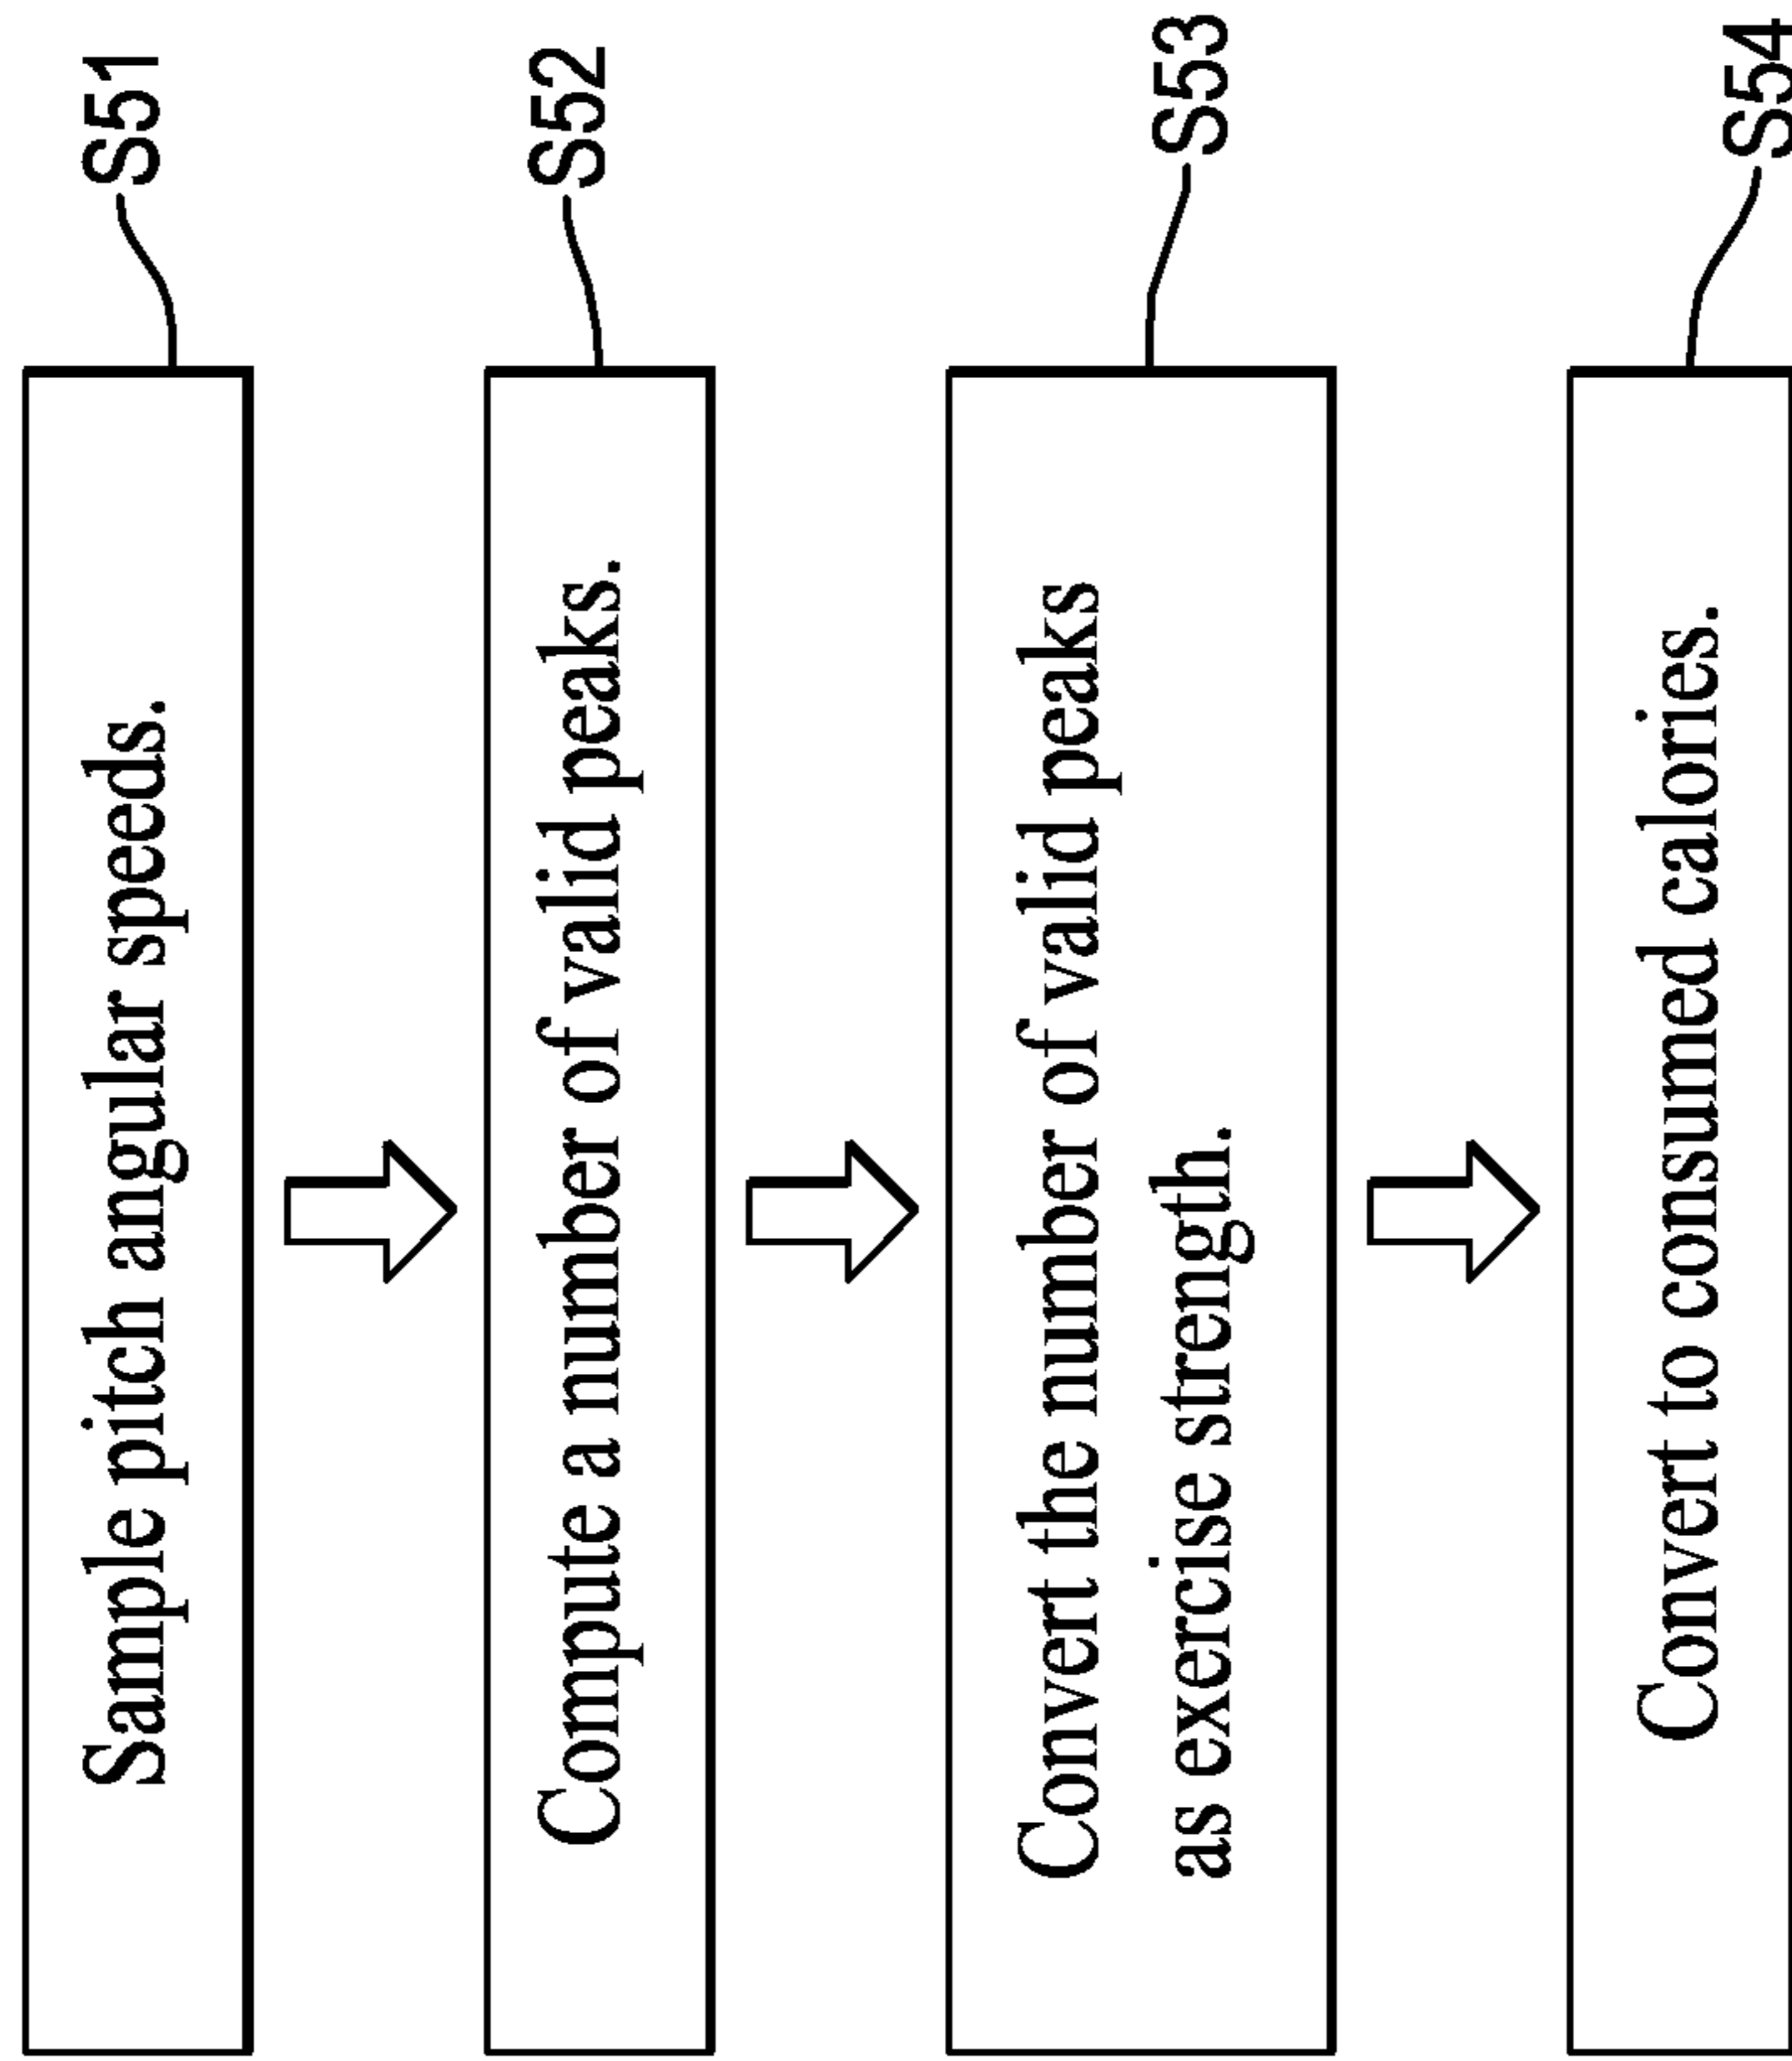 Sample pitch angular speeds.
S51
Compute a number of valid peaks.
S52
Convert the number of valid peaks
as exercise strength.
S53
Convert to consumed calories.
S54